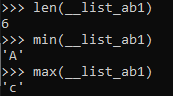 >>> len(__list_ab1)
6
>>> min(__list_ab1)
'A'
>>> max(__list_ab1)
'c'